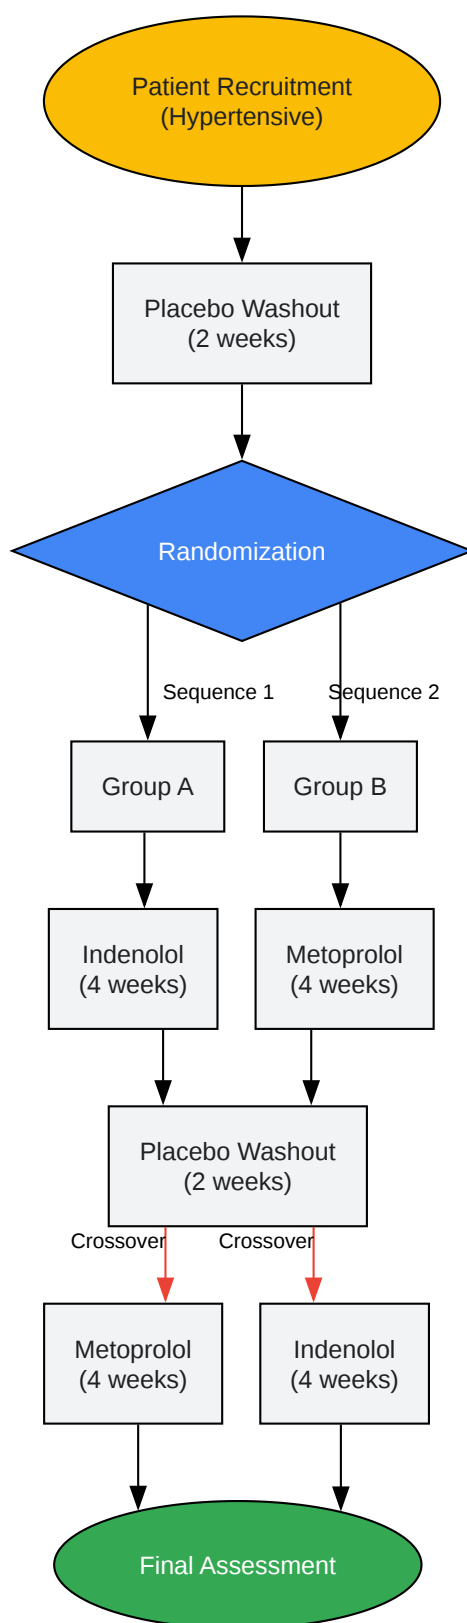 Patient Recruitment
(Hypertensive)
Placebo Washout
(2 weeks)
Randomization
Sequence 1
Sequence 2
Group A
Group B
Indenolol
(4 weeks)
Metoprolol
(4 weeks)
Placebo Washout
(2 weeks)
Crossover
Crossover
Metoprolol
(4 weeks)
Indenolol
(4 weeks)
Final Assessment